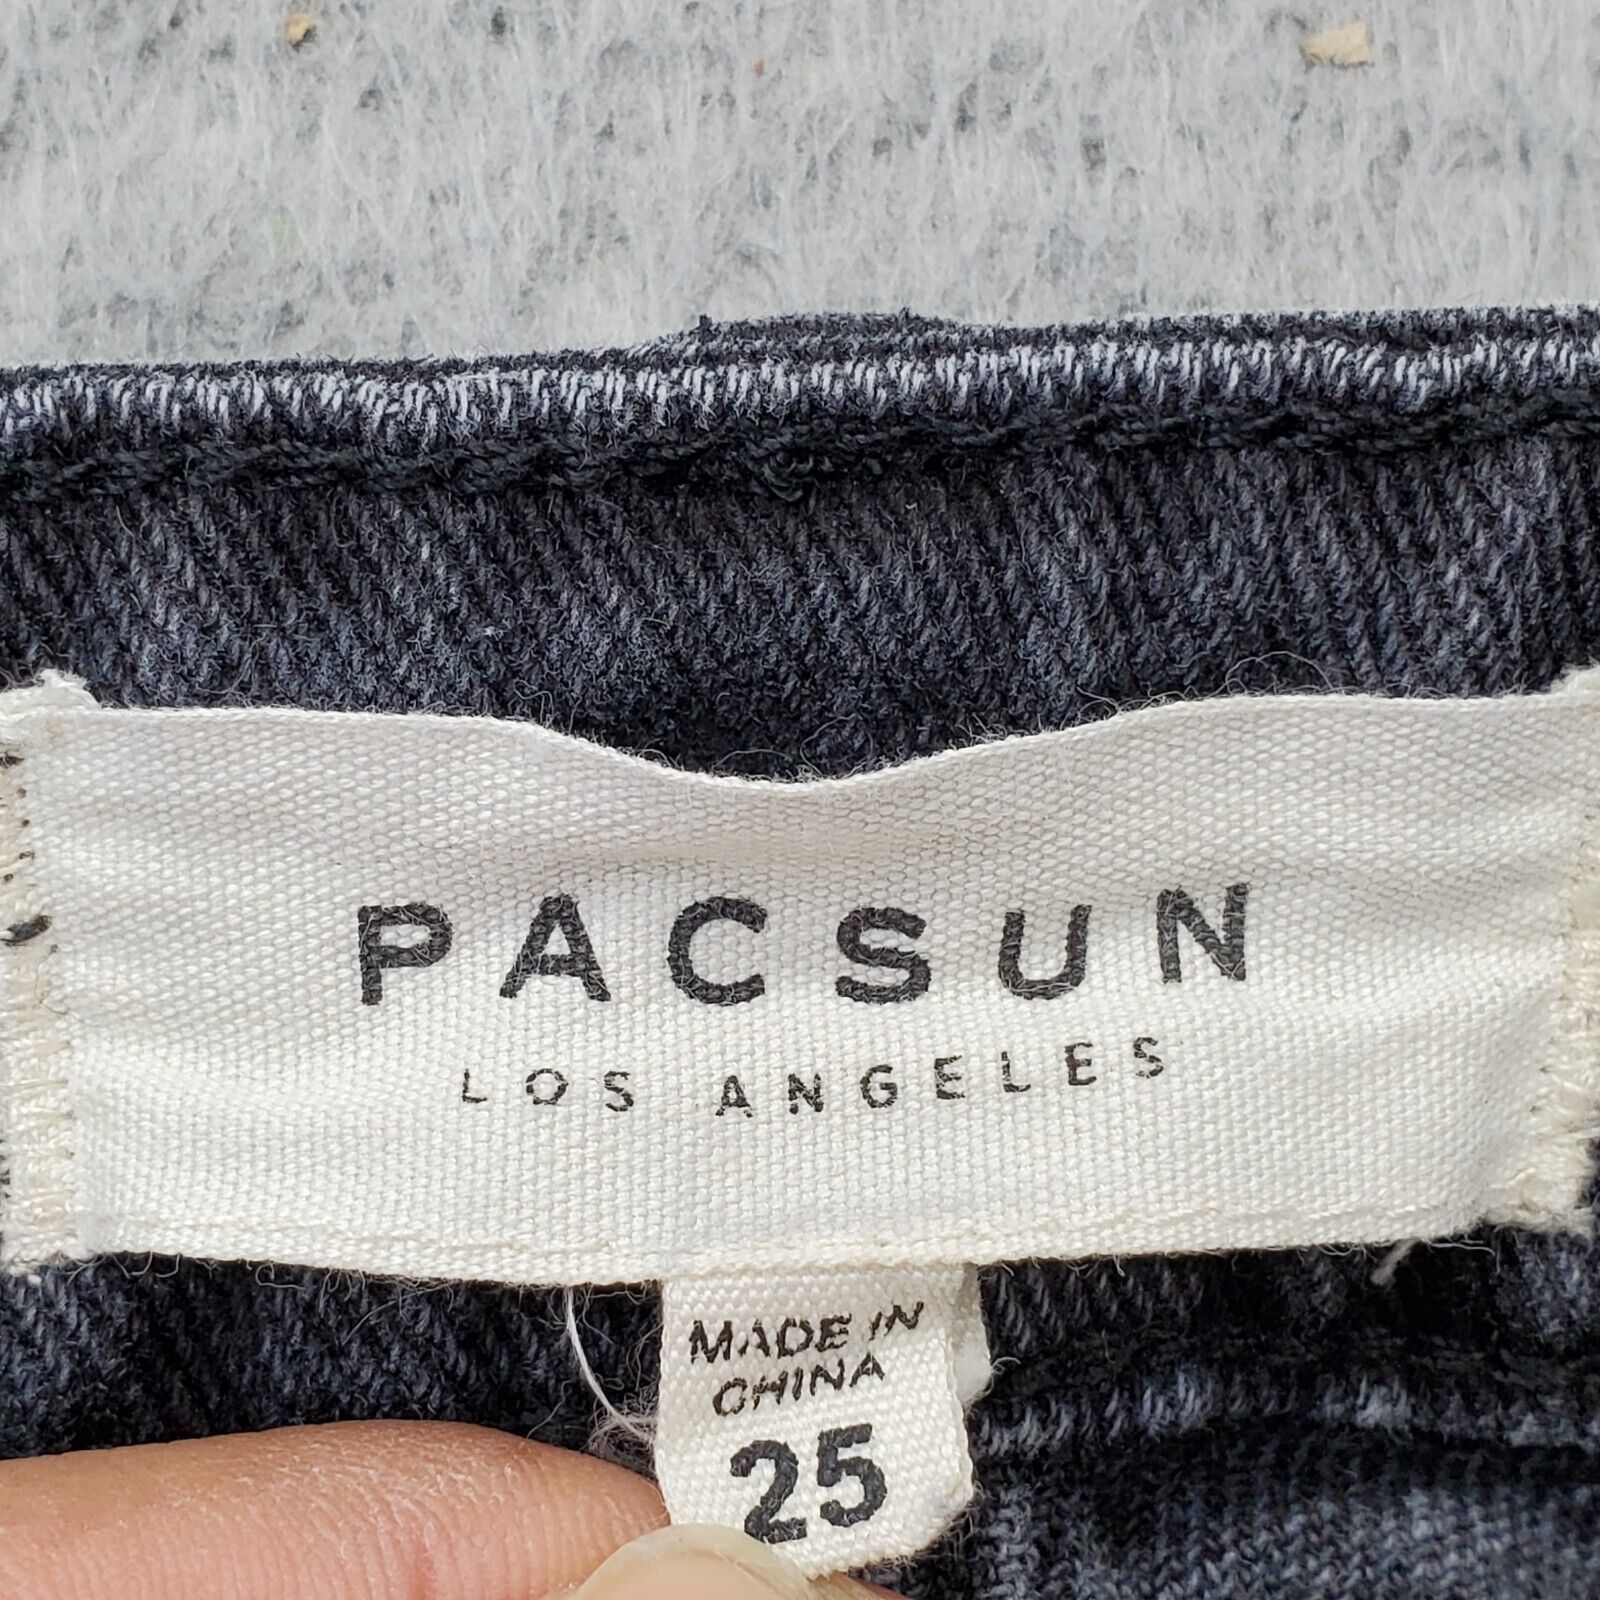 PACSUN
LOS ANGELES
MADE IN
CHINA
25